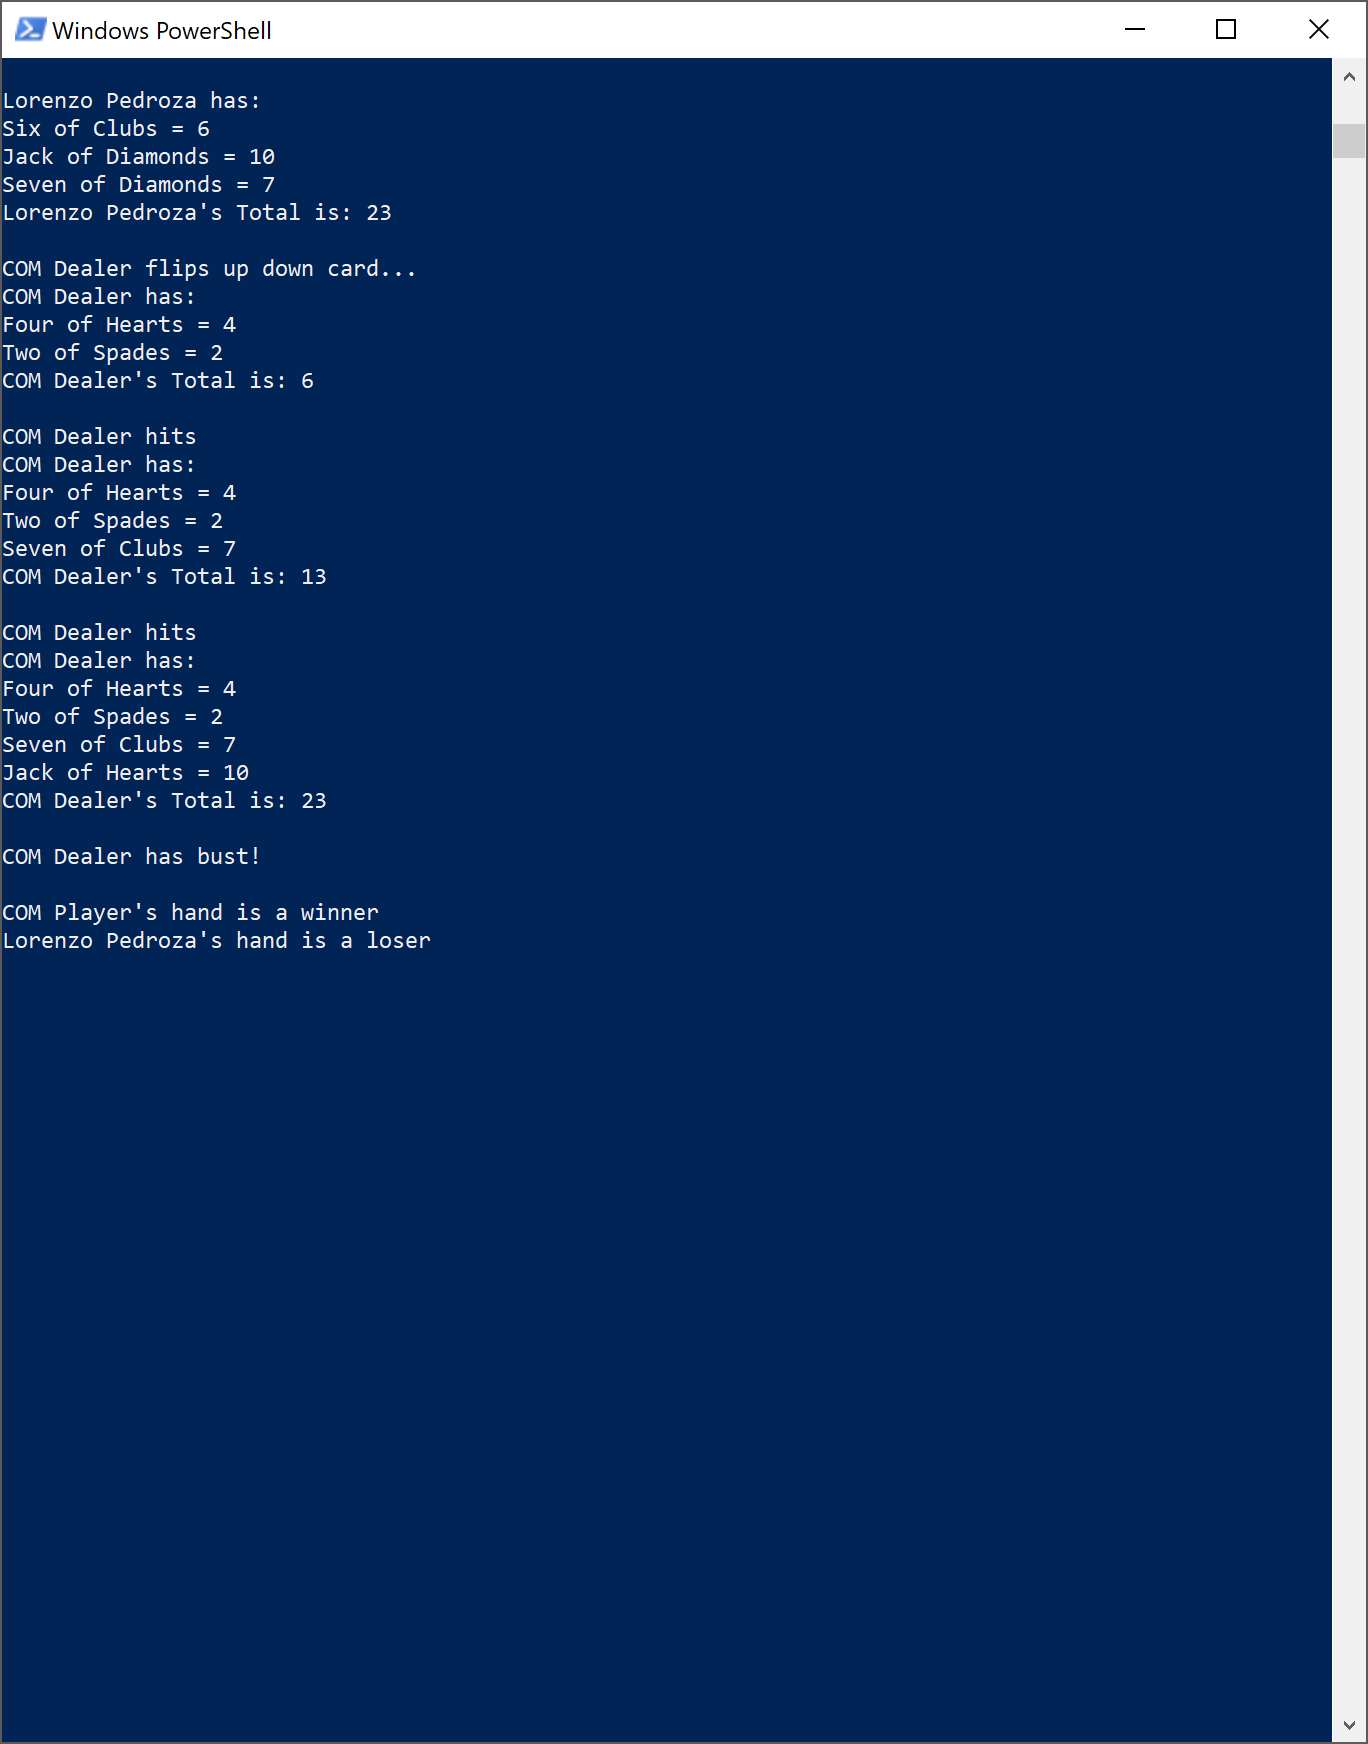 Windows PowerShell
Lorenzo Pedroza has:
Six of Clubs = 6
Jack of Diamonds = 10
Seven of Diamonds = 7
Lorenzo Pedroza's Total is: 23
COM Dealer flips up down card...
COM Dealer has:
Four of Hearts = 4
Two of Spades = 2
COM Dealer's Total is: 6
COM Dealer hits
COM Dealer has:
Four of Hearts = 4
Two of Spades = 2
Seven of Clubs = 7
COM Dealer's Total is: 13
COM Dealer hits
COM Dealer has:
Four of Hearts = 4
Two of Spades = 2
Seven of Clubs = 7
Jack of Hearts = 10
COM Dealer's Total is: 23
COM Dealer has bust!
COM Player's hand is a winner
Lorenzo Pedroza's hand is a loser